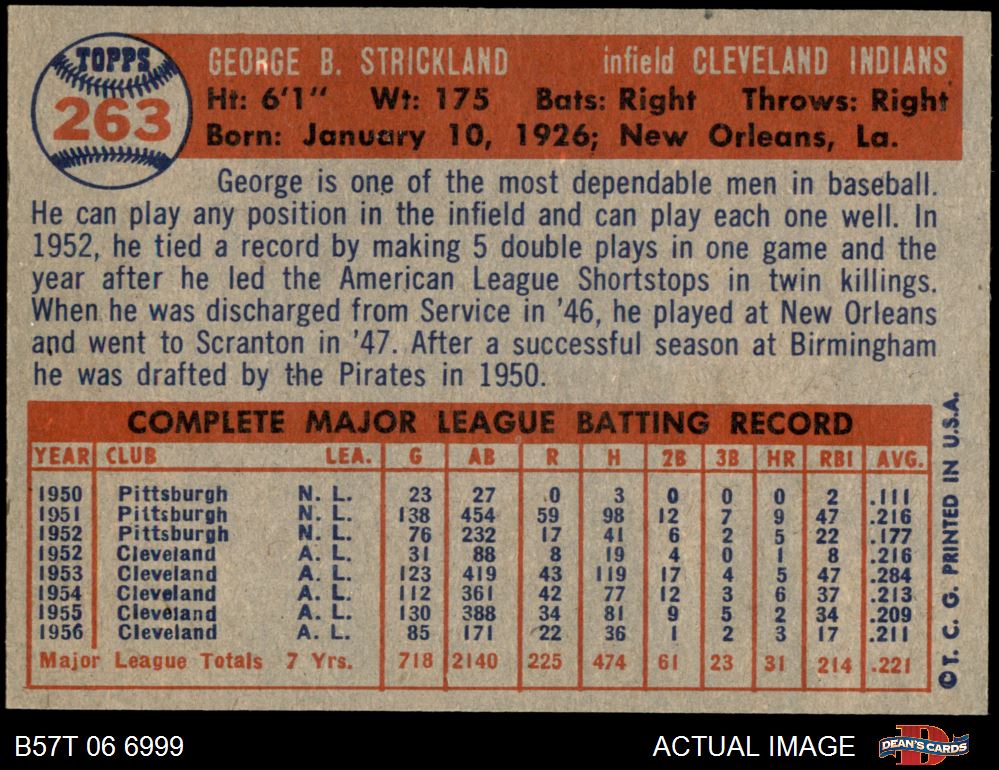 TOPPS
263
GEORGE B. STRICKLAND infield CLEVELAND INDIANS
Ht: 6'1" Wt: 175 Bats: Right Throws: Right
Born: January 10, 1926; New Orleans, La.
George is one of the most dependable men in baseball.
He can play any position in the infield and can play each one well. In
1952, he tied a record by making 5 double plays in one game and the
year after he led the American League Shortstops in twin killings.
When he was discharged from Service in '46, he played at New Orleans
and went to Scranton in '47. After a successful season at Birmingham
he was drafted by the Pirates in 1950.
COMPLETE MAJOR LEAGUE BATTING RECORD
YEAR CLUB LEA. G AB R H 2B 3B HR RBI AVG.
1950 Pittsburgh N. L. 23 27 0 3 0 0 0 2 .111
1951 Pittsburgh N. L. 138 454 59 98 12 7 9 47 .216
1952 Pittsburgh N. L. 76 232 17 41 6 2 5 22 .177
1952 Cleveland A. L. 31 88 8 19 4 0 1 8 .216
1953 Cleveland A. L. 123 419 43 119 17 4 5 47 .284
1954 Cleveland A. L. 112 361 42 77 12 3 6 37 .213
1955 Cleveland A. L. 130 388 34 81 9 5 2 34 .209
1956 Cleveland A. L. 85 171 22 36 1 2 3 17 .211
Major League Totals 7 Yrs. 718 2140 225 474 61 23 31 214 .221
©T. C. G. PRINTED IN U.S.A.
B57T 06 6999 ACTUAL IMAGE
DEAN'S CARDS